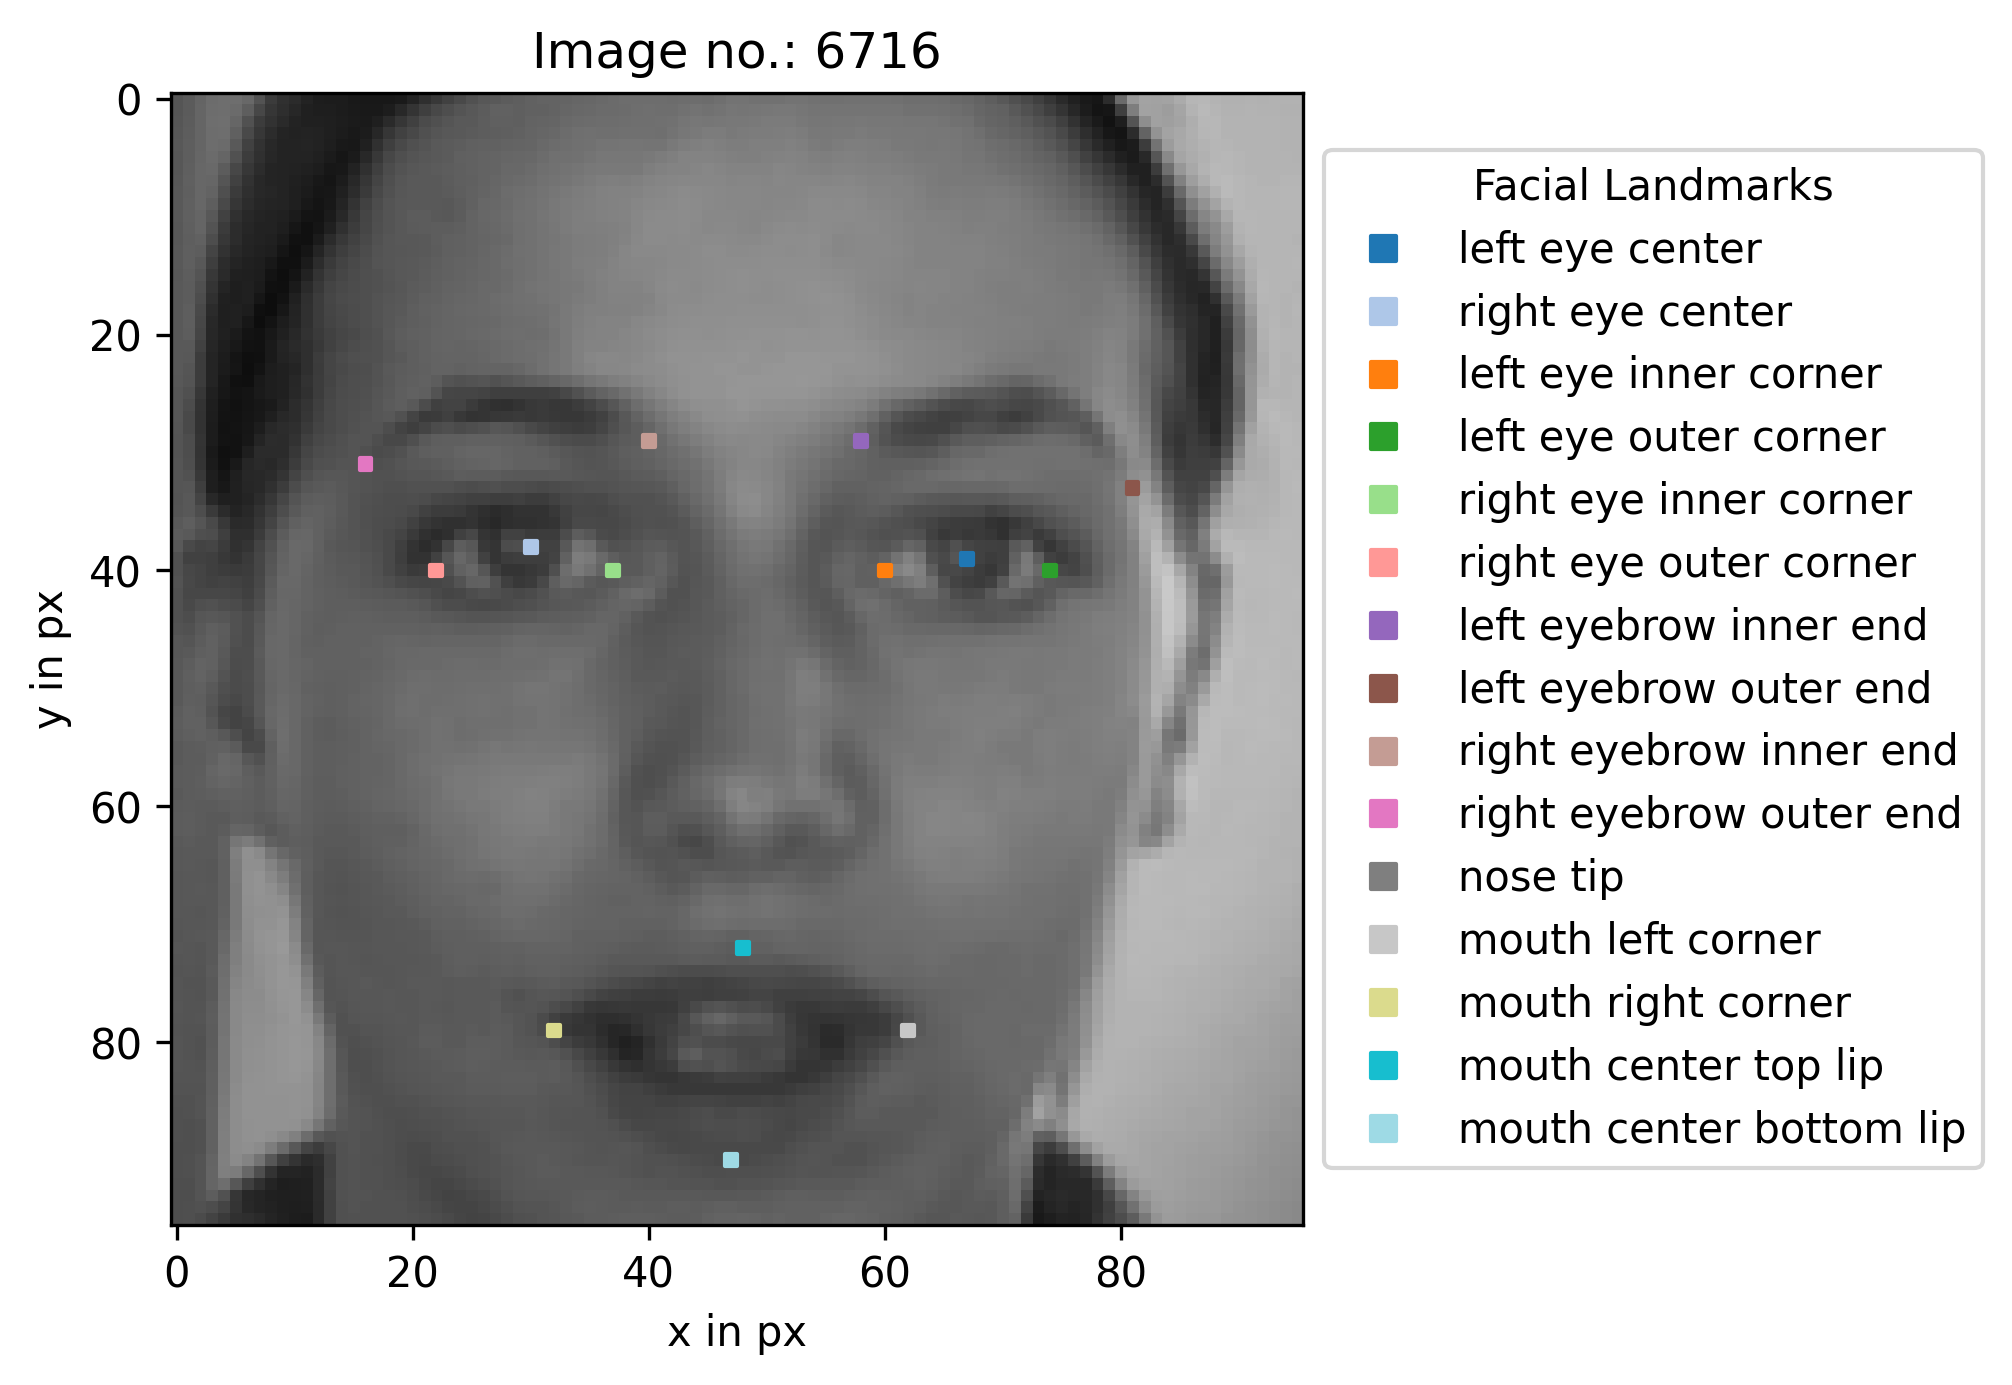 Image no.: 6716
0
20
40
60
80
y in px
0 20 40 60 80
x in px
Facial Landmarks
left eye center
right eye center
left eye inner corner
left eye outer corner
right eye inner corner
right eye outer corner
left eyebrow inner end
left eyebrow outer end
right eyebrow inner end
right eyebrow outer end
nose tip
mouth left corner
mouth right corner
mouth center top lip
mouth center bottom lip